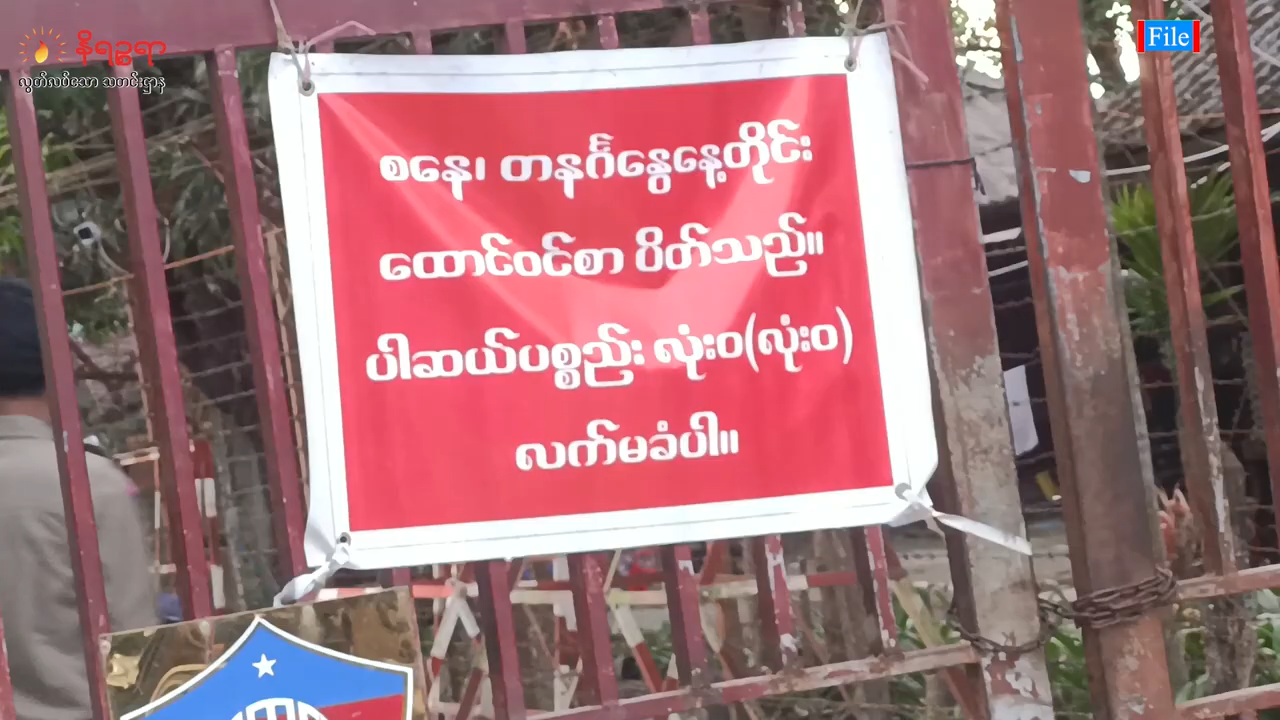 နိရဉ္စရာ
လွတ်လပ်သော သတင်းဌာန
File
စနေ၊ တနင်္ဂနွေနေ့တိုင်း
ထောင်ဝင်စာ ပိတ်သည်။
ပါဆယ်ပစ္စည်း လုံးဝ(လုံးဝ)
လက်မခံပါ။